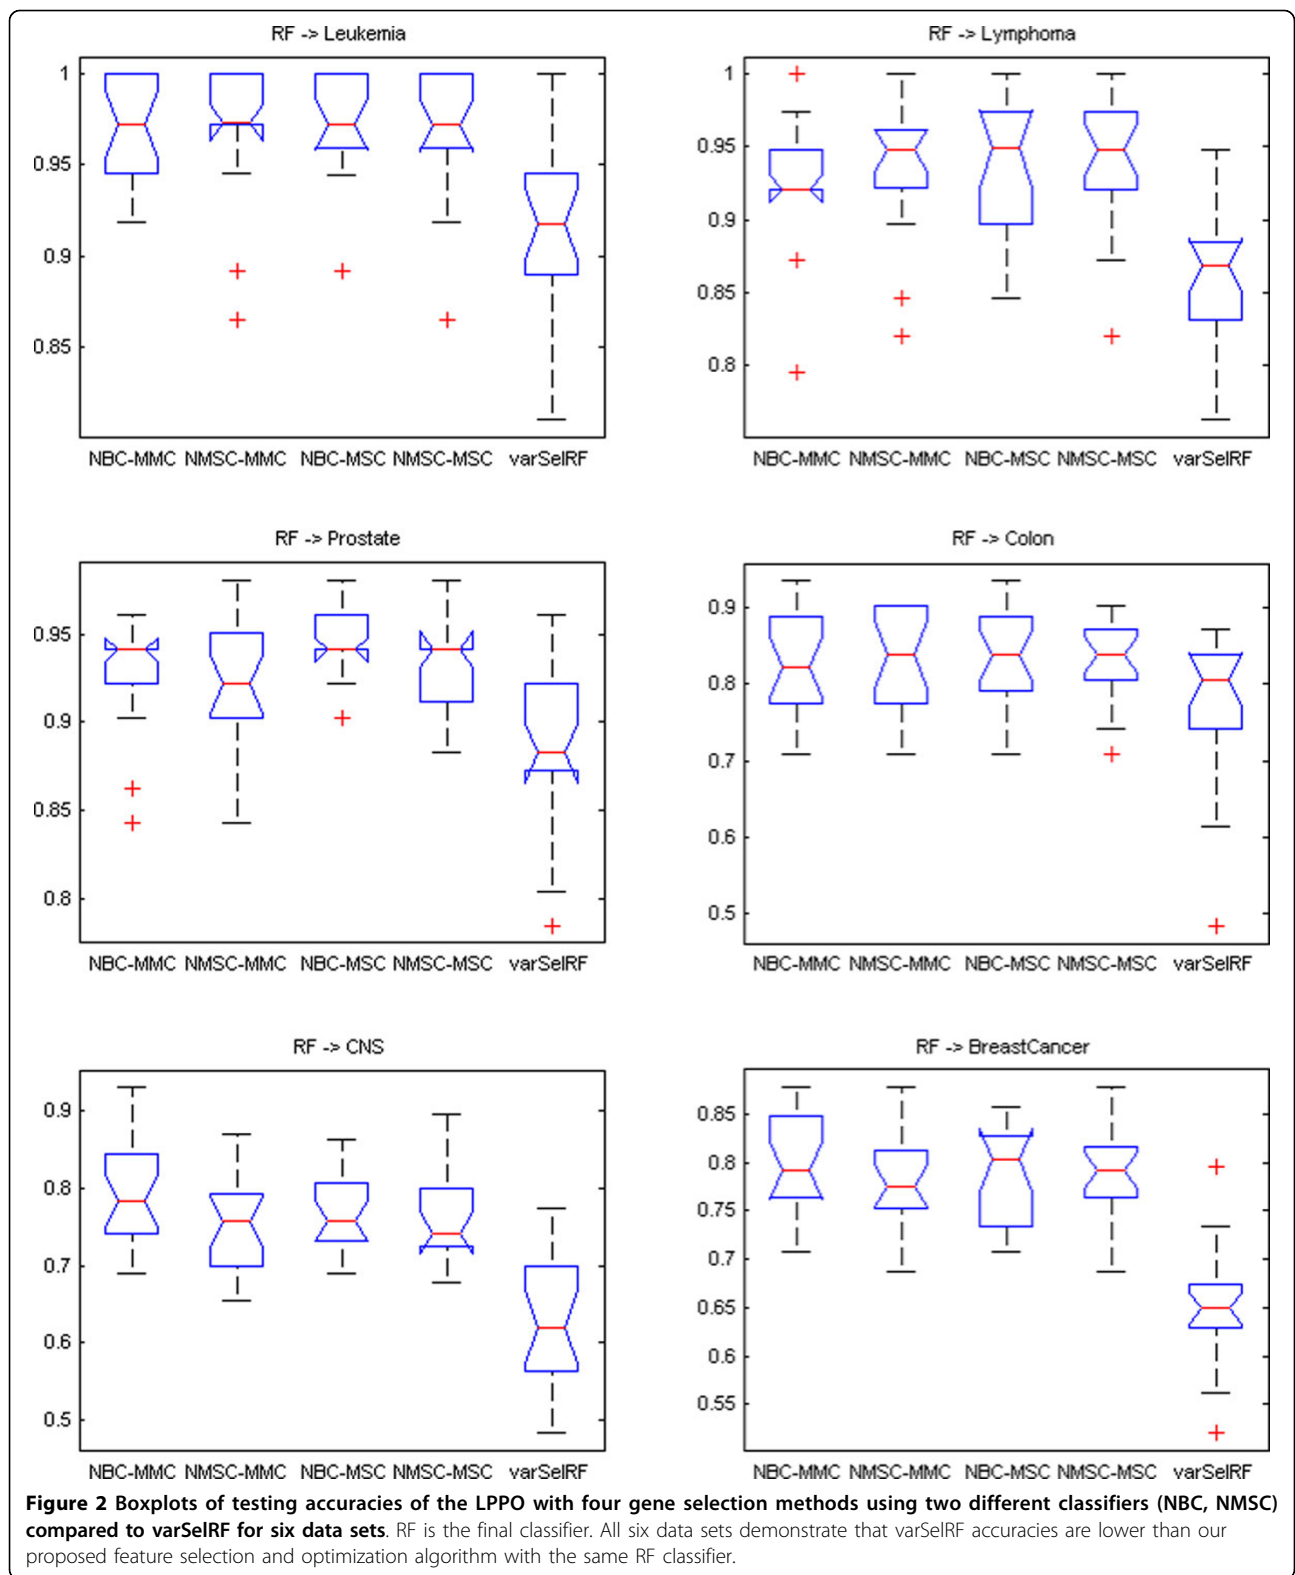 RF -> Leukemia
1
0.95
0.9
0.85
NBC-MMC NMSC-MMC NBC-MSC NMSC-MSC varSelRF
RF -> Lymphoma
1
0.95
0.9
0.85
0.8
NBC-MMC NMSC-MMC NBC-MSC NMSC-MSC varSelRF
RF -> Prostate
0.95
0.9
0.85
0.8
NBC-MMC NMSC-MMC NBC-MSC NMSC-MSC varSelRF
RF -> Colon
0.9
0.8
0.7
0.6
0.5
NBC-MMC NMSC-MMC NBC-MSC NMSC-MSC varSelRF
RF -> CNS
0.9
0.8
0.7
0.6
0.5
NBC-MMC NMSC-MMC NBC-MSC NMSC-MSC varSelRF
RF -> BreastCancer
0.85
0.8
0.75
0.7
0.65
0.6
0.55
NBC-MMC NMSC-MMC NBC-MSC NMSC-MSC varSelRF
Figure 2 Boxplots of testing accuracies of the LPPO with four gene selection methods using two different classifiers (NBC, NMSC)
compared to varSelRF for six data sets. RF is the final classifier. All six data sets demonstrate that varSelRF accuracies are lower than our
proposed feature selection and optimization algorithm with the same RF classifier.